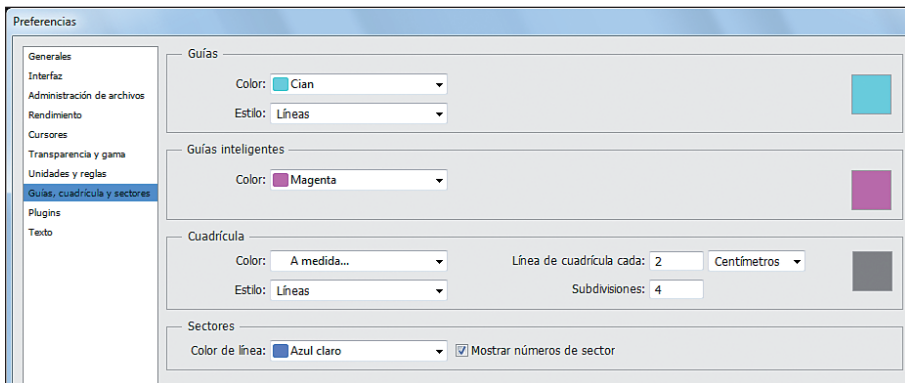 Preferencias
Generales
Interfaz
Administración de archivos
Rendimiento
Cursores
Transparencia y gama
Unidades y reglas
Guías, cuadrícula y sectores
Plugins
Texto
Guías
Color: Cian
Estilo: Líneas
Guías inteligentes
Color: Magenta
Cuadrícula
Color: A medida... Línea de cuadrícula cada: 2 Centímetros
Estilo: Líneas Subdivisiones: 4
Sectores
Color de línea: Azul claro Mostrar números de sector